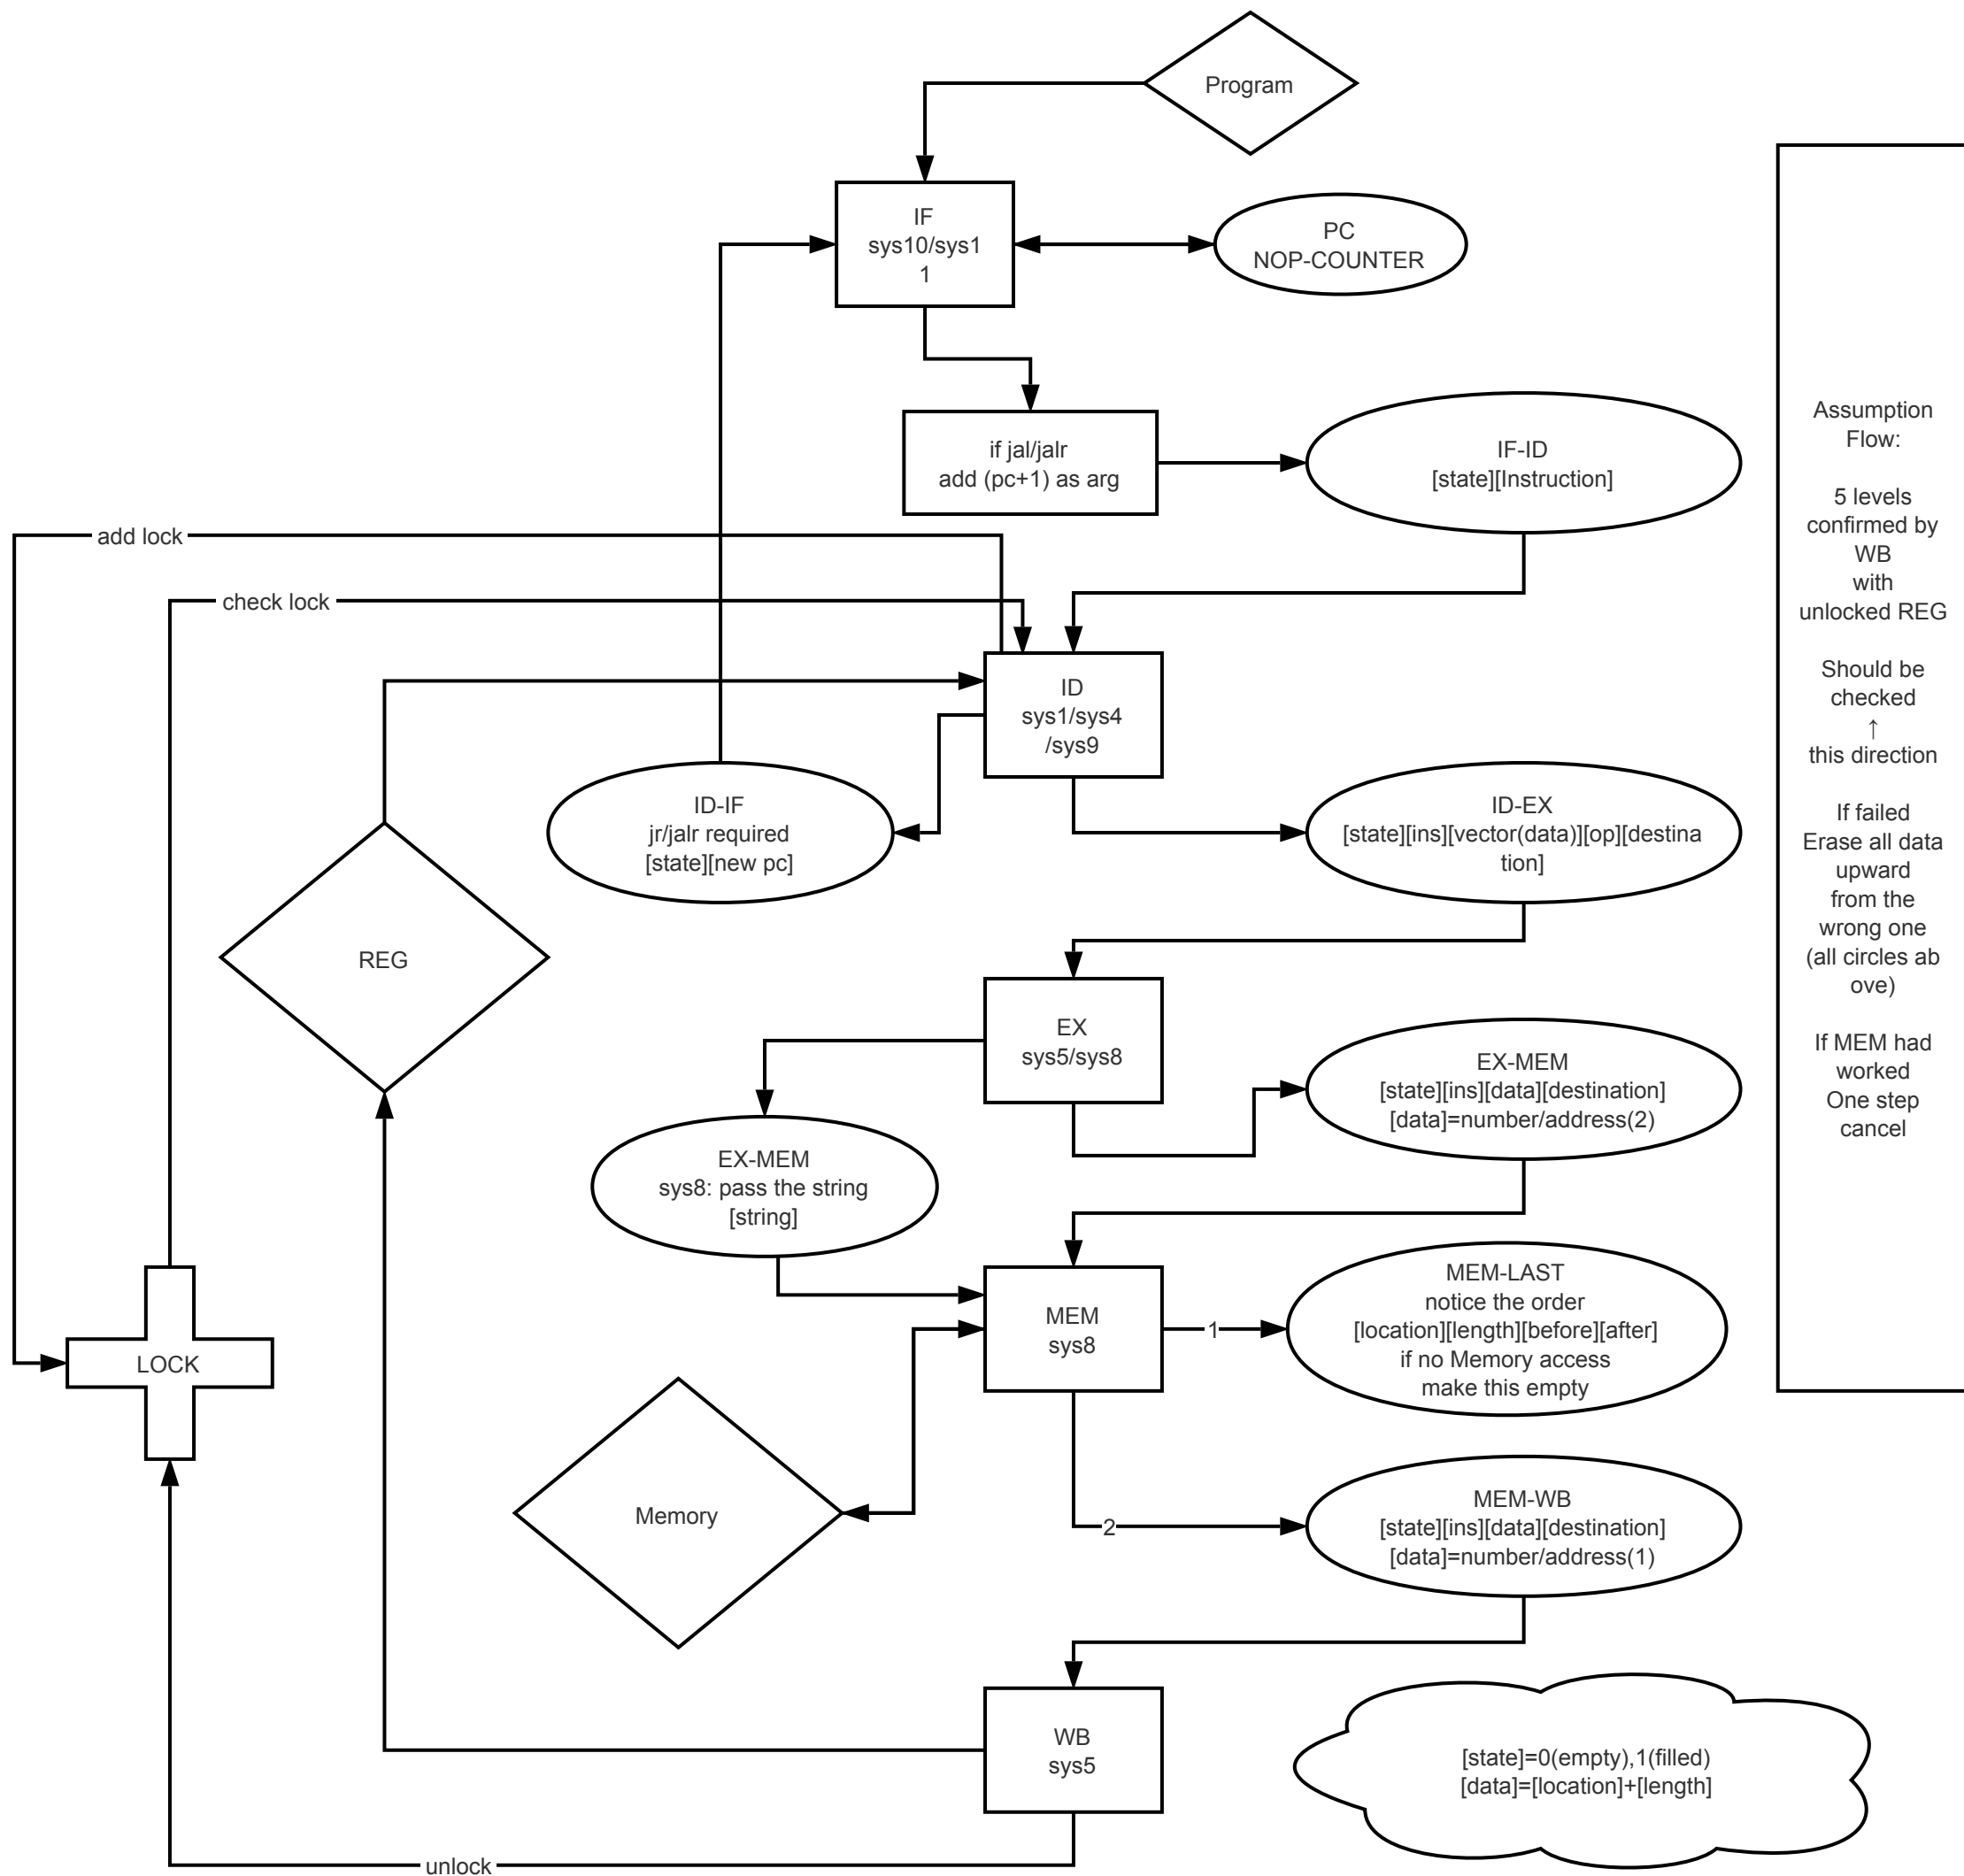 Program
IF
sys10/sys1
1
PC
NOP-COUNTER
if jal/jalr
add (pc+1) as arg
IF-ID
[state][Instruction]
add lock
check lock
ID
sys1/sys4
/sys9
ID-IF
jr/jalr required
[state][new pc]
ID-EX
[state][ins][vector(data)][op][destina
tion]
REG
EX
sys5/sys8
EX-MEM
[state][ins][data][destination]
[data]=number/address(2)
EX-MEM
sys8: pass the string
[string]
MEM
sys8
1
MEM-LAST
notice the order
[location][length][before][after]
if no Memory access
make this empty
LOCK
Memory
2
MEM-WB
[state][ins][data][destination]
[data]=number/address(1)
WB
sys5
[state]=0(empty),1(filled)
[data]=[location]+[length]
unlock
Assumption
Flow:
5 levels
confirmed by
WB
with
unlocked REG
Should be
checked
↑
this direction
If failed
Erase all data
upward
from the
wrong one
(all circles ab
ove)
If MEM had
worked
One step
cancel